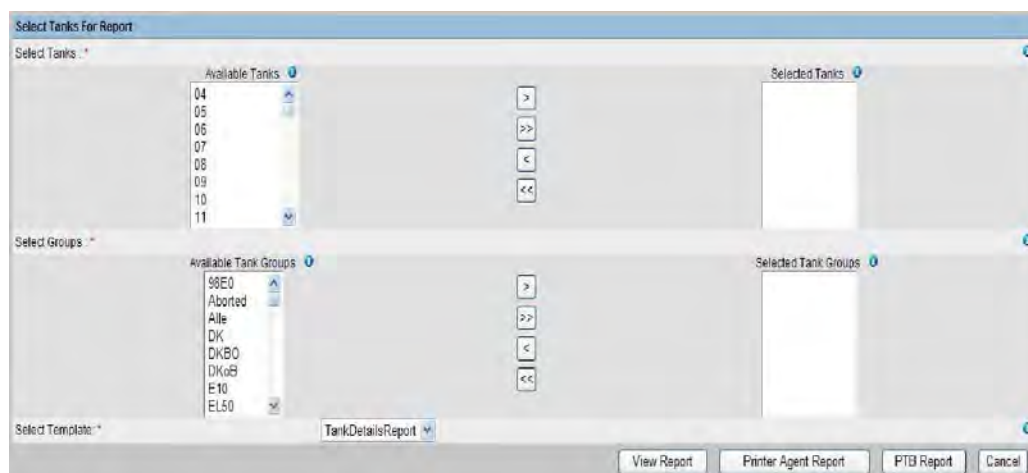 Select Tanks For Report
Select Tanks :*
Available Tanks
Selected Tanks
04
05
06
07
08
09
10
11
>
>>
<
<<
Select Groups :*
Available Tank Groups
Selected Tank Groups
98E0
Aborted
Alle
DK
DKBO
DKoB
E10
EL50
>
>>
<
<<
Select Template:*
TankDetailsReport
View Report
Printer Agent Report
PTB Report
Cancel